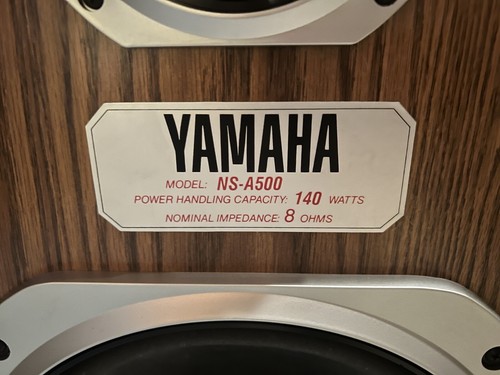 YAMAHA
MODEL: NS-A500
POWER HANDLING CAPACITY: 140 WATTS
NOMINAL IMPEDANCE: 8 OHMS